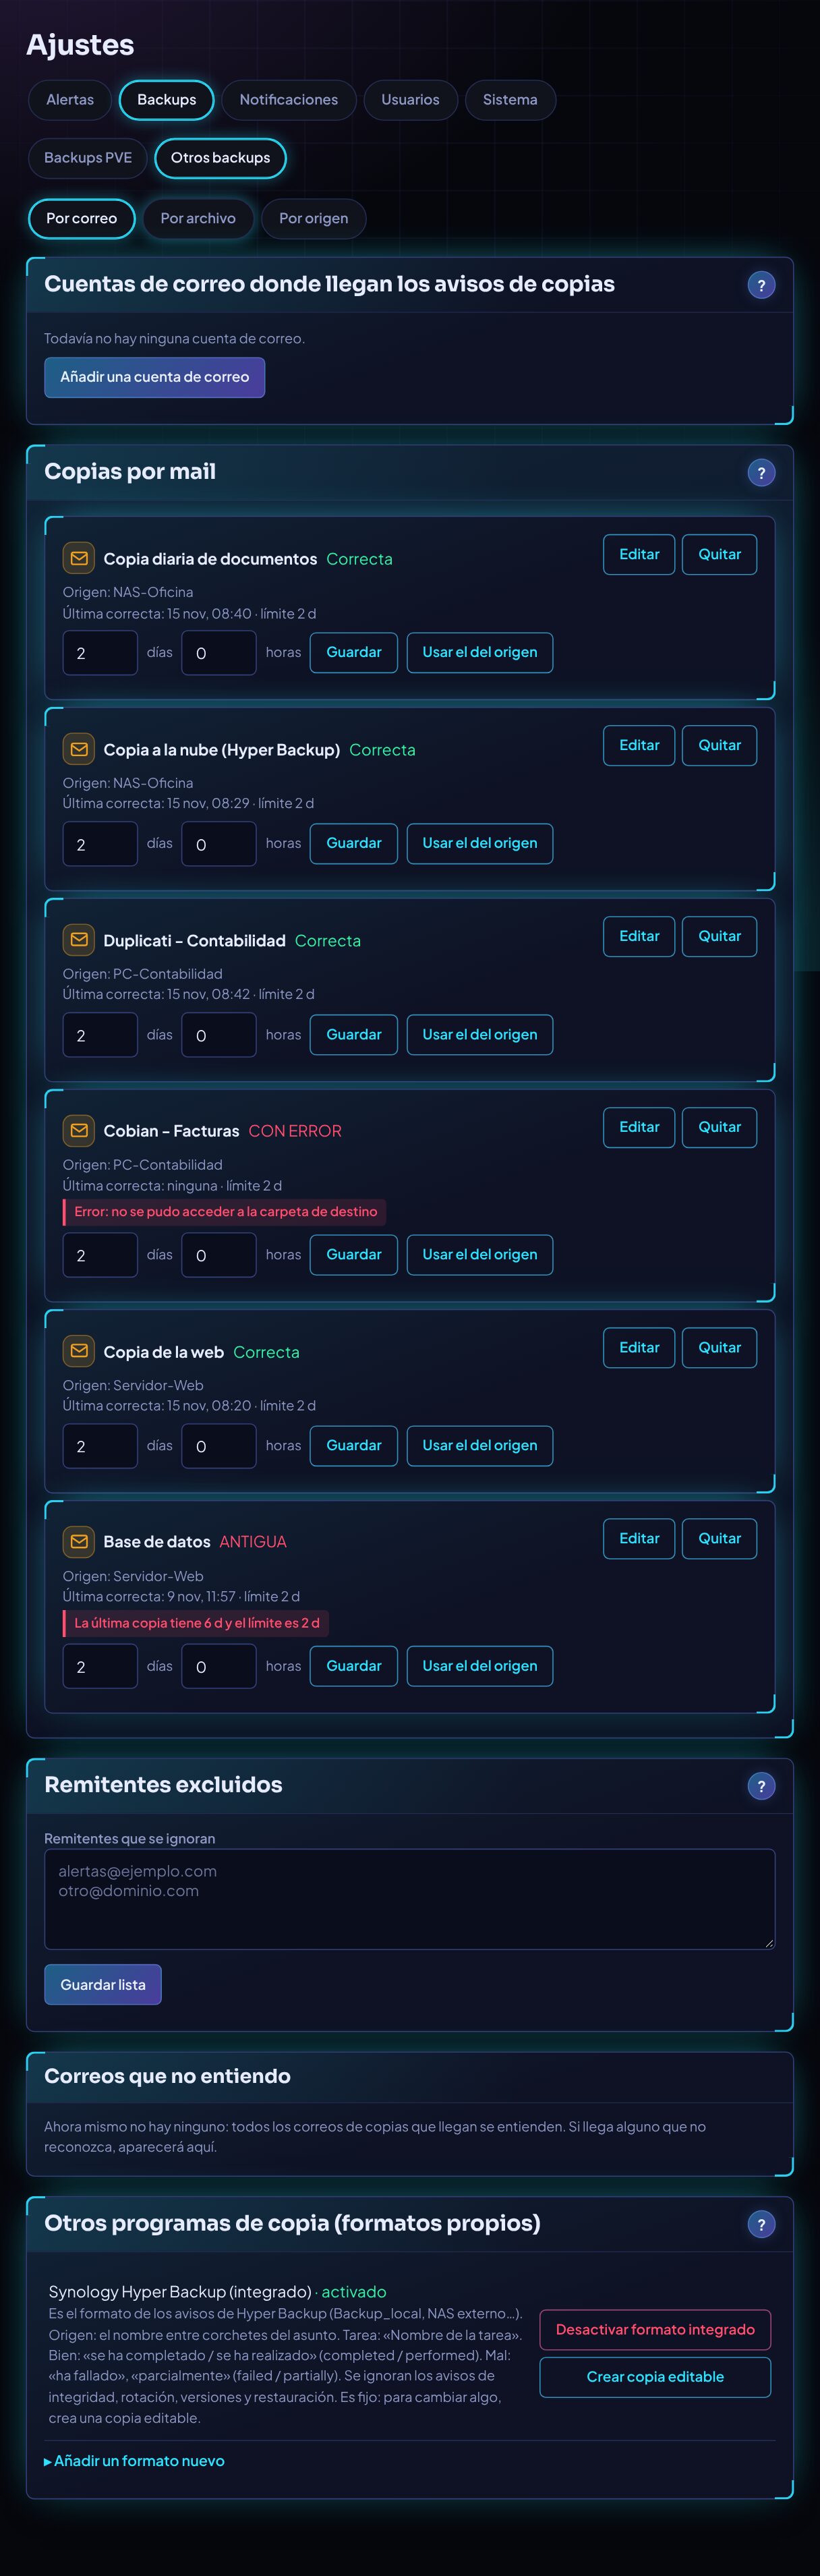 Ajustes
Alertas Backups Notificaciones Usuarios Sistema
Backups PVE Otros backups
Por correo Por archivo Por origen
Cuentas de correo donde llegan los avisos de copias ?
Todavía no hay ninguna cuenta de correo.
Añadir una cuenta de correo
Copias por mail ?
Copia diaria de documentos Correcta Editar Quitar
Origen: NAS-Oficina
Última correcta: 15 nov, 08:40 · límite 2 d
2 días 0 horas Guardar Usar el del origen
Copia a la nube (Hyper Backup) Correcta Editar Quitar
Origen: NAS-Oficina
Última correcta: 15 nov, 08:29 · límite 2 d
2 días 0 horas Guardar Usar el del origen
Duplicati - Contabilidad Correcta Editar Quitar
Origen: PC-Contabilidad
Última correcta: 15 nov, 08:42 · límite 2 d
2 días 0 horas Guardar Usar el del origen
Cobian - Facturas CON ERROR Editar Quitar
Origen: PC-Contabilidad
Última correcta: ninguna · límite 2 d
Error: no se pudo acceder a la carpeta de destino
2 días 0 horas Guardar Usar el del origen
Copia de la web Correcta Editar Quitar
Origen: Servidor-Web
Última correcta: 15 nov, 08:20 · límite 2 d
2 días 0 horas Guardar Usar el del origen
Base de datos ANTIGUA Editar Quitar
Origen: Servidor-Web
Última correcta: 9 nov, 11:57 · límite 2 d
La última copia tiene 6 d y el límite es 2 d
2 días 0 horas Guardar Usar el del origen
Remitentes excluidos ?
Remitentes que se ignoran
alertas@ejemplo.com
otro@dominio.com
Guardar lista
Correos que no entiendo
Ahora mismo no hay ninguno: todos los correos de copias que llegan se entienden. Si llega alguno que no
reconozca, aparecerá aquí.
Otros programas de copia (formatos propios) ?
Synology Hyper Backup (integrado) · activado
Es el formato de los avisos de Hyper Backup (Backup_local, NAS externo…).
Origen: el nombre entre corchetes del asunto. Tarea: «Nombre de la tarea».
Bien: «se ha completado / se ha realizado» (completed / performed). Mal:
«ha fallado», «parcialmente» (failed / partially). Se ignoran los avisos de
integridad, rotación, versiones y restauración. Es fijo: para cambiar algo,
crea una copia editable.
Desactivar formato integrado
Crear copia editable
▸ Añadir un formato nuevo